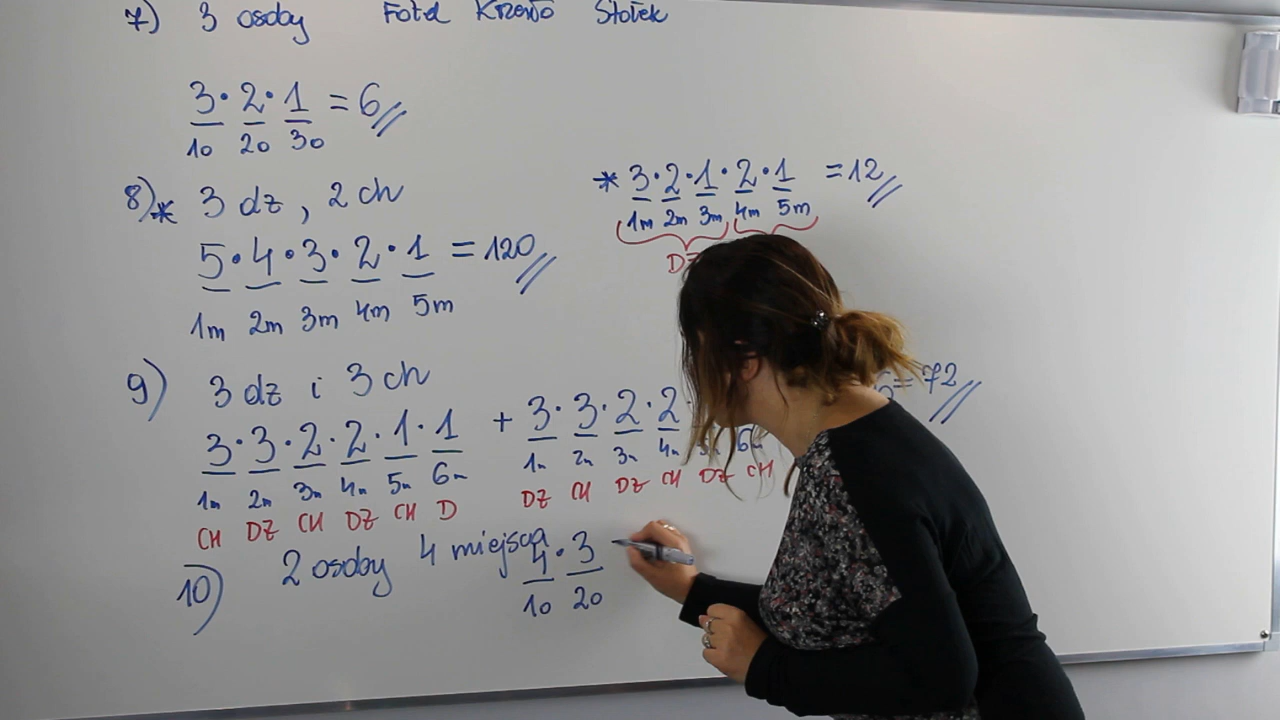 7) 3 osoby Fotel Krzesło Stołek
3·2·1 = 6
1o 2o 3o
8)* 3 dz, 2 ch
5·4·3·2·1 = 120
1m 2m 3m 4m 5m
* 3·2·1·2·1 = 12
1m 2m 3m 4m 5m
DZ
9) 3 dz i 3 ch
3·3·2·2·1·1 + 3·3·2·2· = 72
1m 2m 3m 4m 5m 6m 1m 2m 3m 4m 6m
CH DZ CH DZ CH D DZ CH DZ CH DZ CH
10) 2 osoby 4 miejsca 4·3
1o 2o